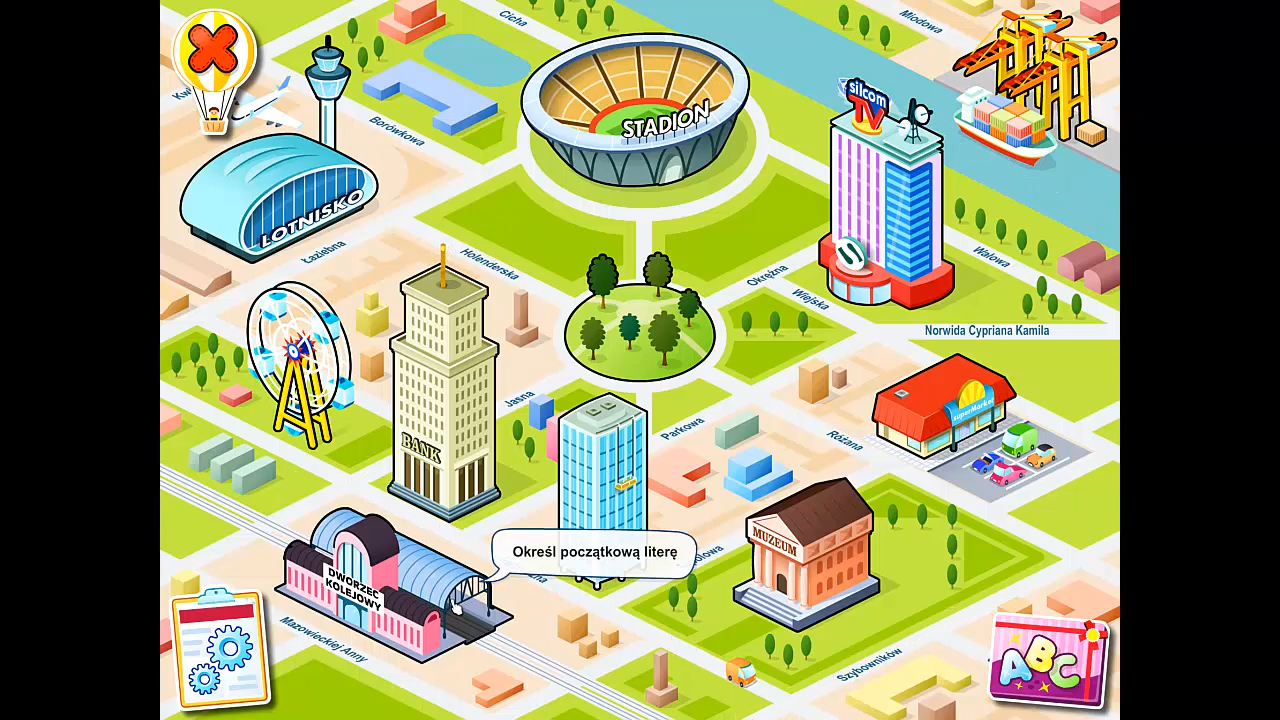 Cicha
Miodowa
STADION
silcom
TV
Borówkowa
LOTNISKO
Łaziebna
Holenderska
Okrężna
Wiejska
Walowa
Norwida Cypriana Kamila
superMarket
Jasna
Parkowa
Różana
BANK
MUZEUM
Określ początkową literę
DWORZEC
KOLEJOWY
Mazowieckiej Anny
Szybowników
ABC